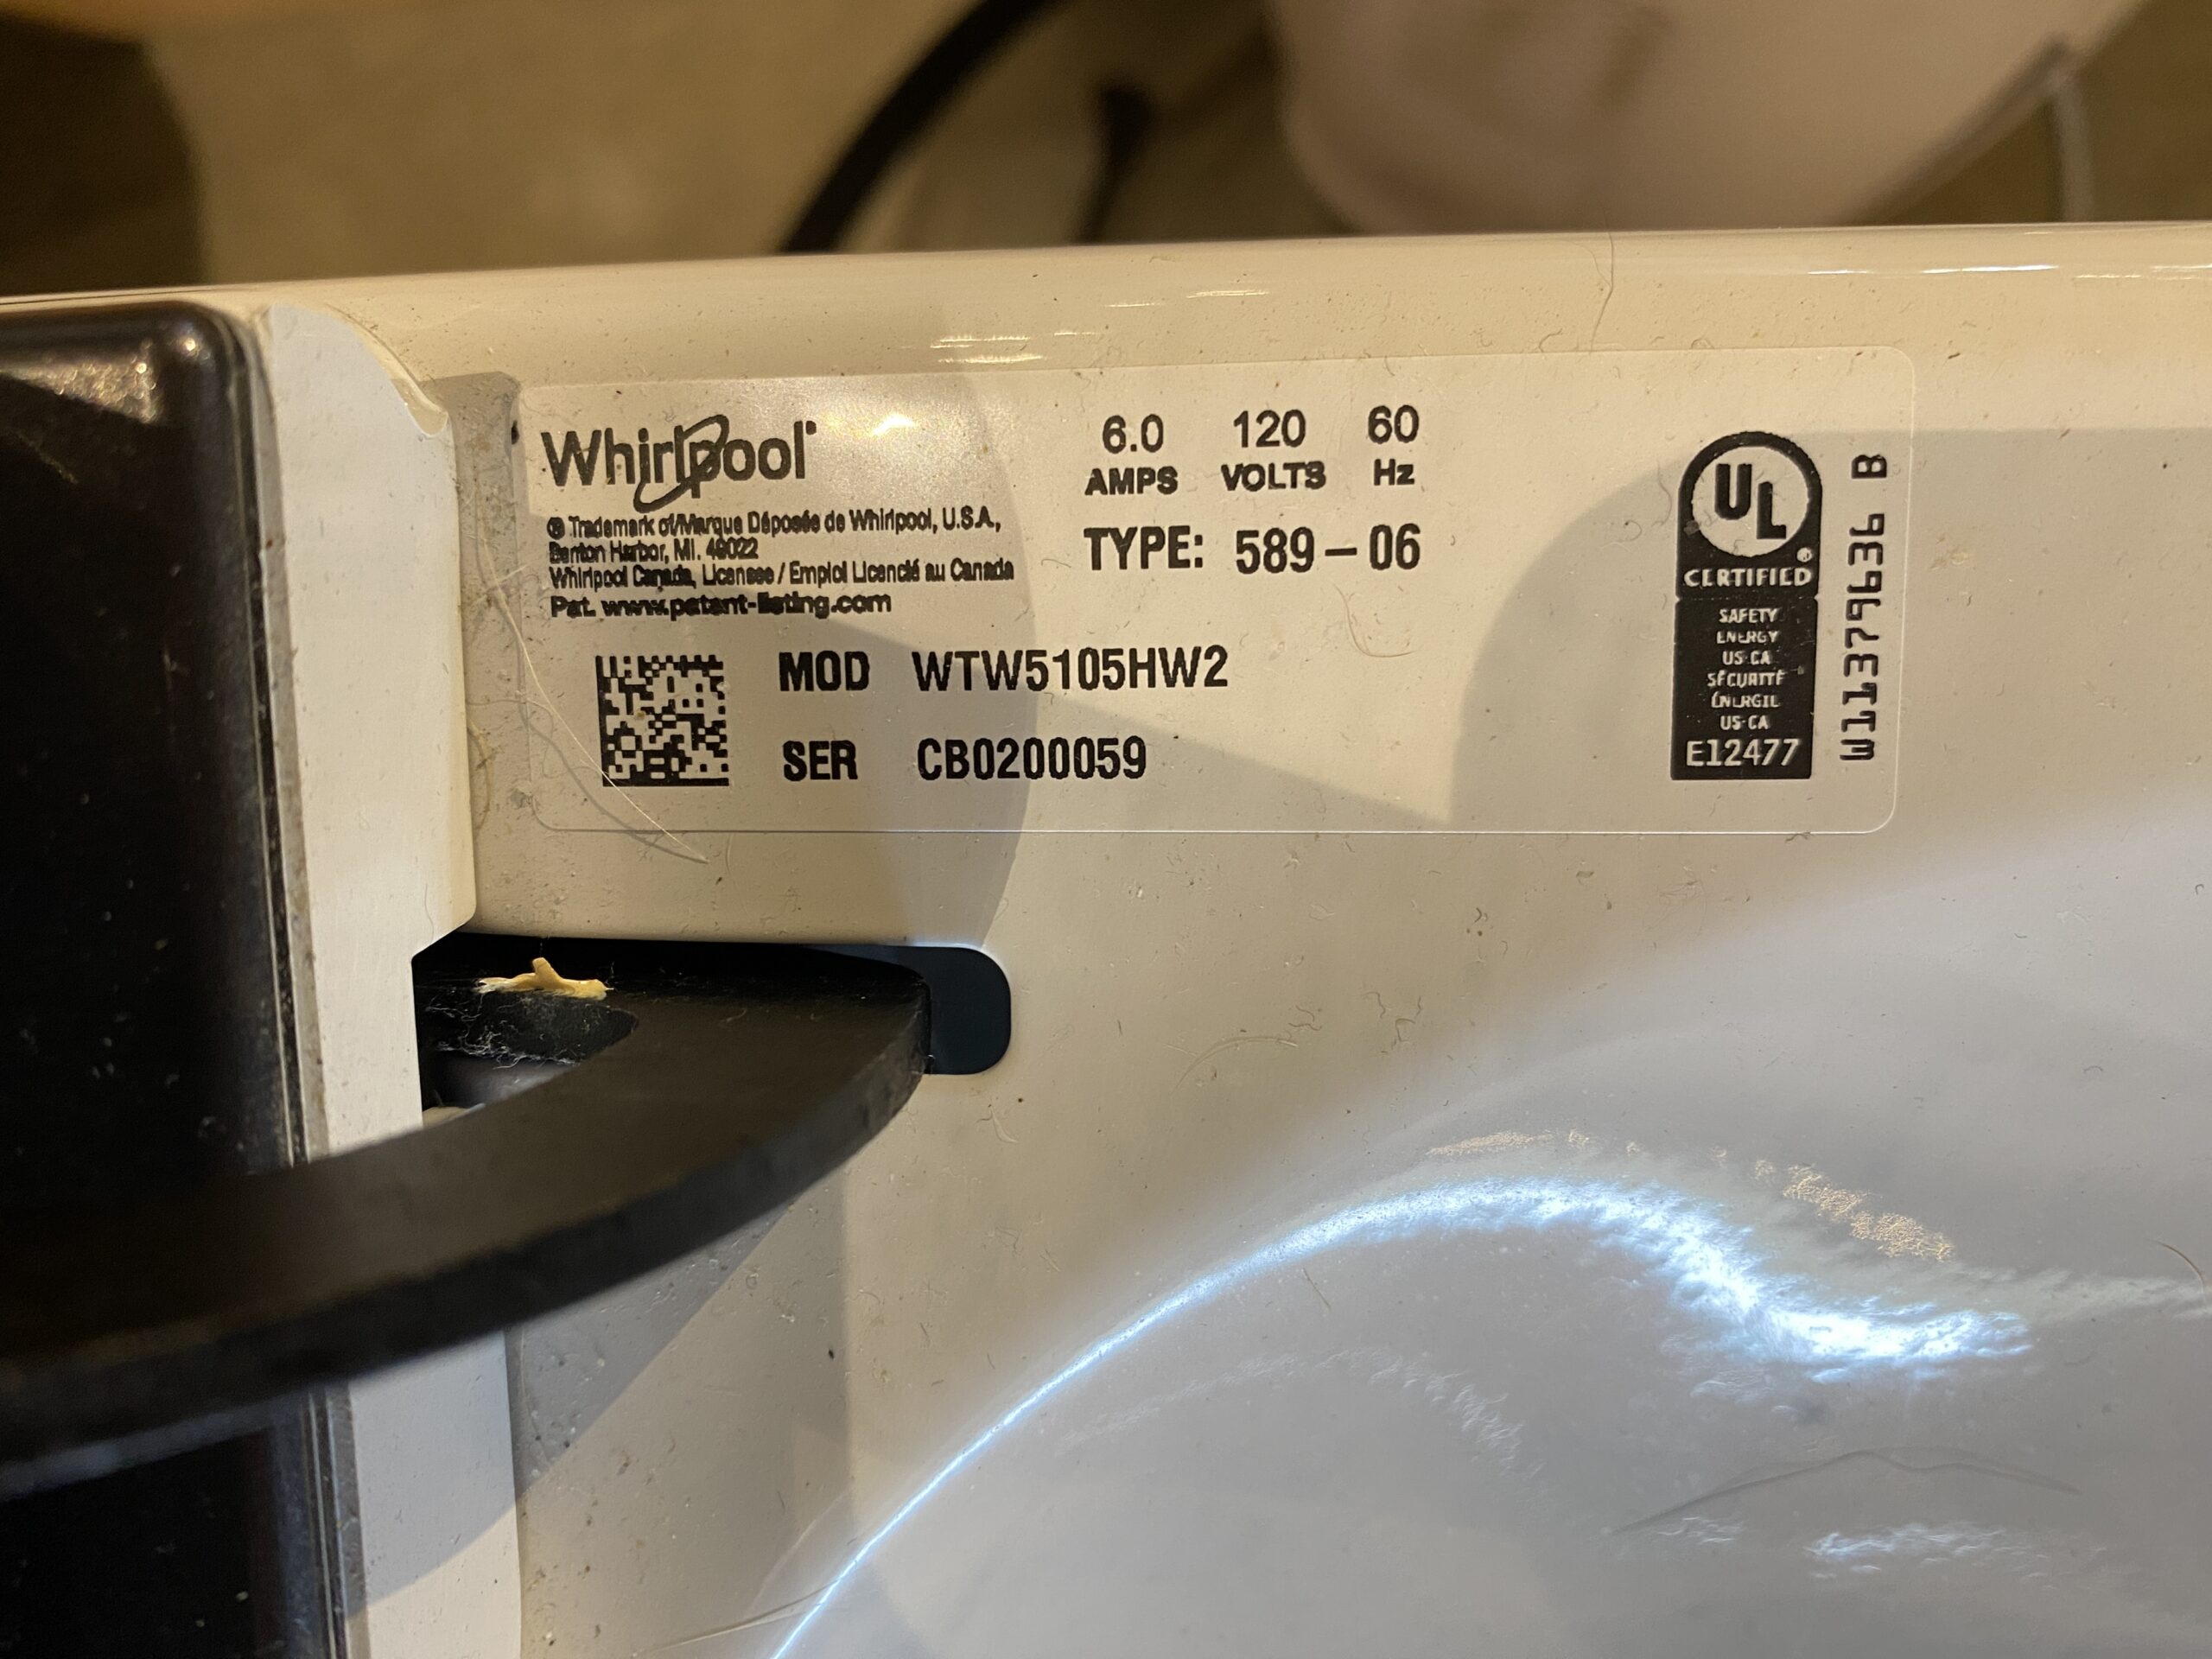 Whirlpool®
® Trademark of/Marque Déposée de Whirlpool, U.S.A.,
Benton Harbor, MI. 49022
Whirlpool Canada, Licensee / Emploi Licencié au Canada
Pat. www.patent-listing.com
6.0 120 60
AMPS VOLTS Hz
TYPE: 589-06
MOD WTW5105HW2
SER CB0200059
UL ®
CERTIFIED
SAFETY
ENERGY
US-CA
SÉCURITÉ
ÉNERGIE
US-CA
E12477
W11379636 B